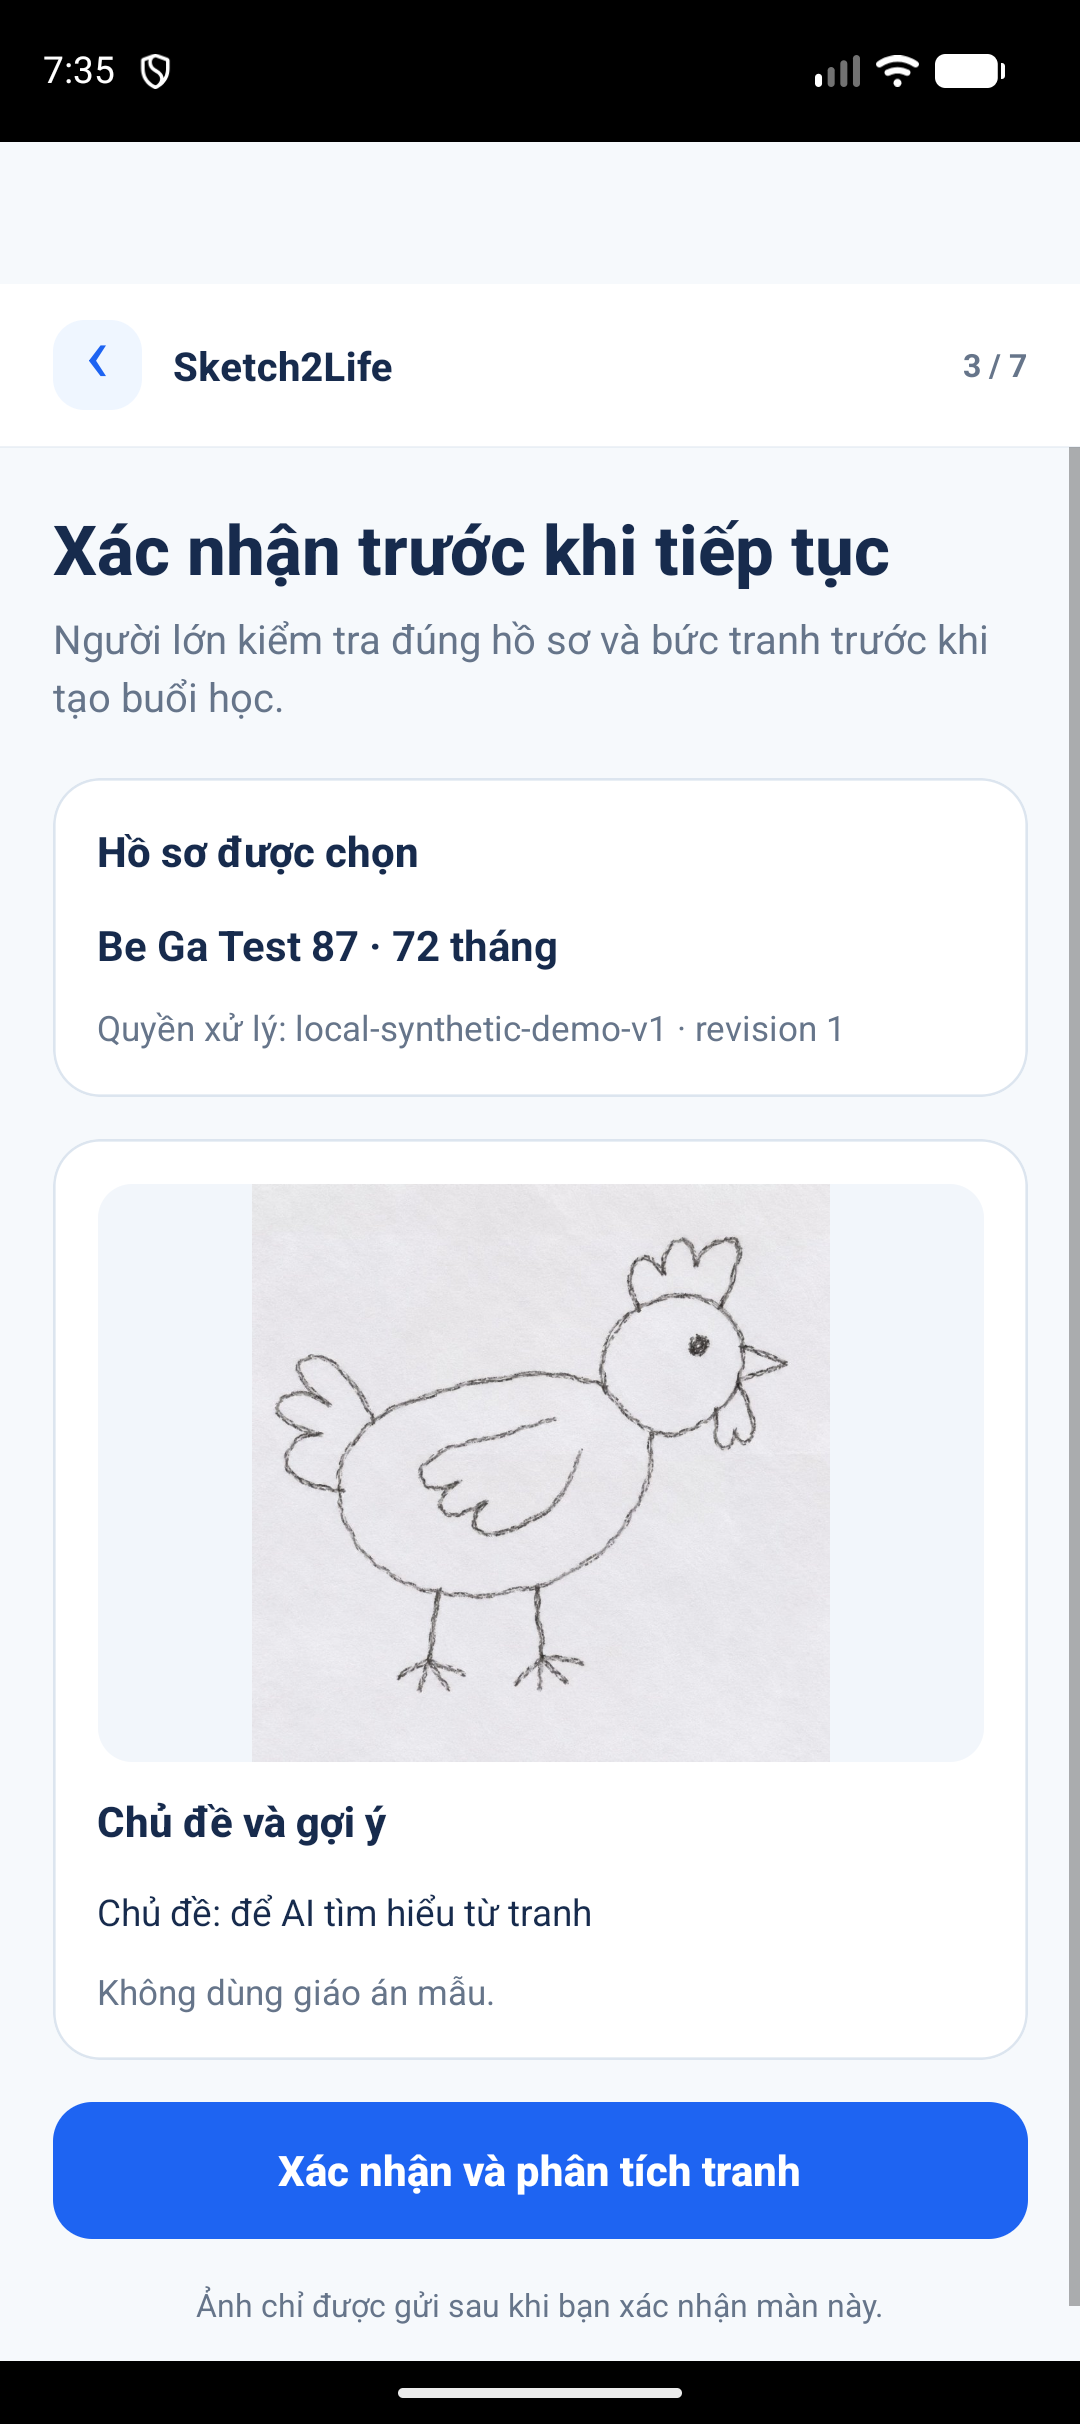 7:35
Sketch2Life
3 / 7
Xác nhận trước khi tiếp tục
Người lớn kiểm tra đúng hồ sơ và bức tranh trước khi
tạo buổi học.
Hồ sơ được chọn
Be Ga Test 87 · 72 tháng
Quyền xử lý: local-synthetic-demo-v1 · revision 1
Chủ đề và gợi ý
Chủ đề: để AI tìm hiểu từ tranh
Không dùng giáo án mẫu.
Xác nhận và phân tích tranh
Ảnh chỉ được gửi sau khi bạn xác nhận màn này.